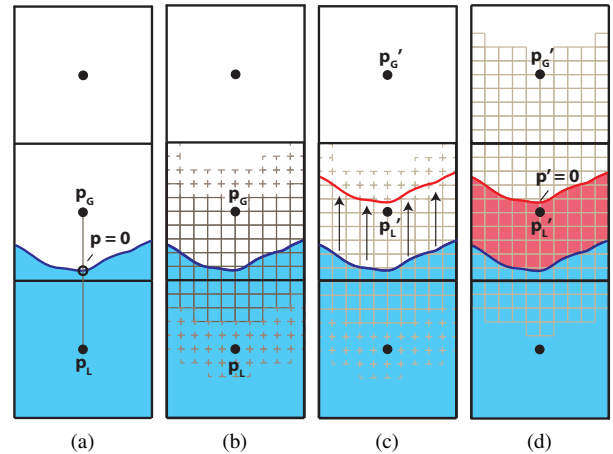 p_G
p = 0
p_L
(a)
p_G
p_L
(b)
p_G′
p_L′
(c)
p_G′
p′ = 0
p_L′
(d)